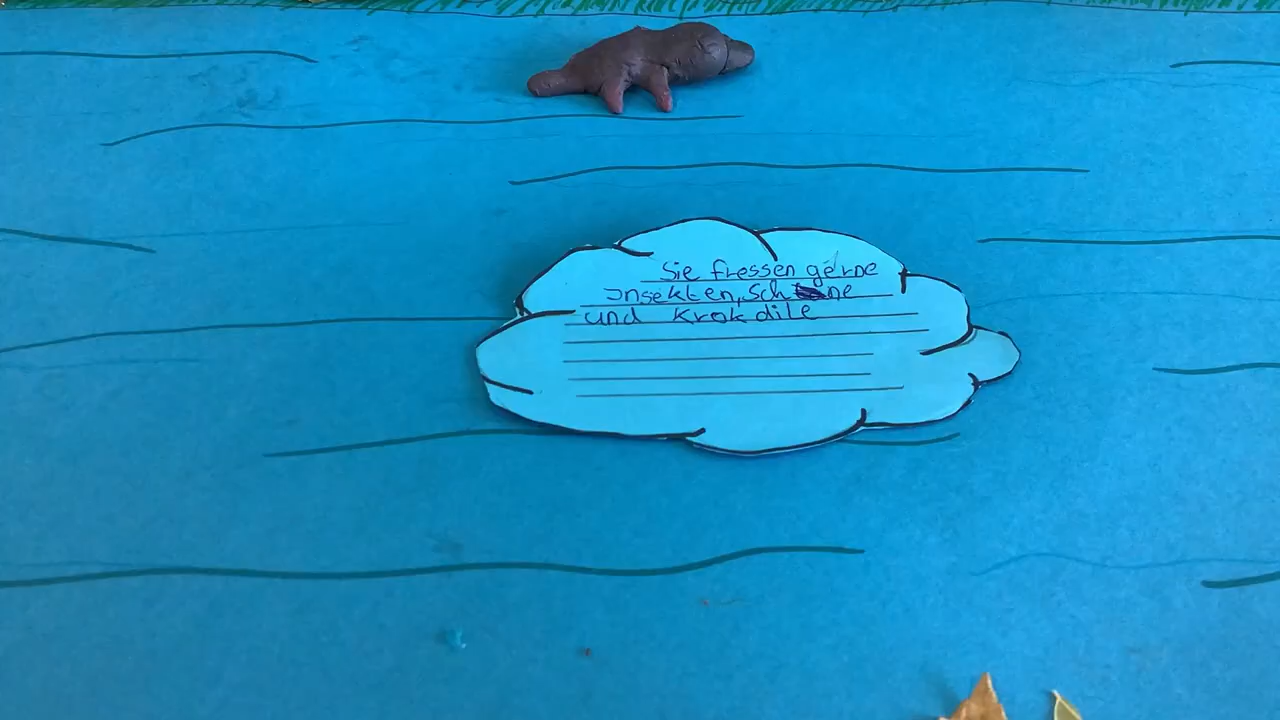 Sie fressen gerne
Insekten,
und Krokdile